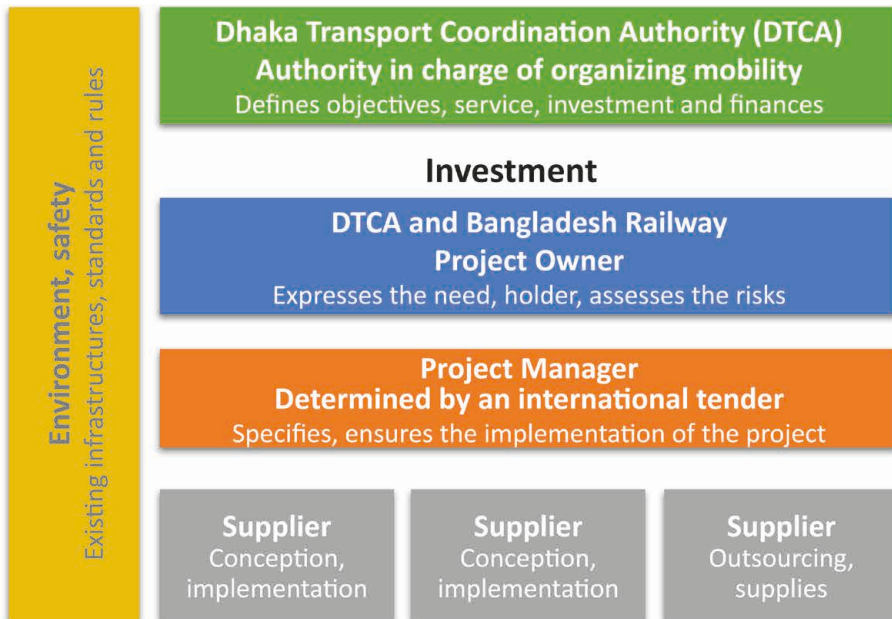 Environment, safety
Existing infrastructures, standards and rules
Dhaka Transport Coordination Authority (DTCA)
Authority in charge of organizing mobility
Defines objectives, service, investment and finances
Investment
DTCA and Bangladesh Railway
Project Owner
Expresses the need, holder, assesses the risks
Project Manager
Determined by an international tender
Specifies, ensures the implementation of the project
Supplier
Conception,
implementation
Supplier
Conception,
implementation
Supplier
Outsourcing,
supplies